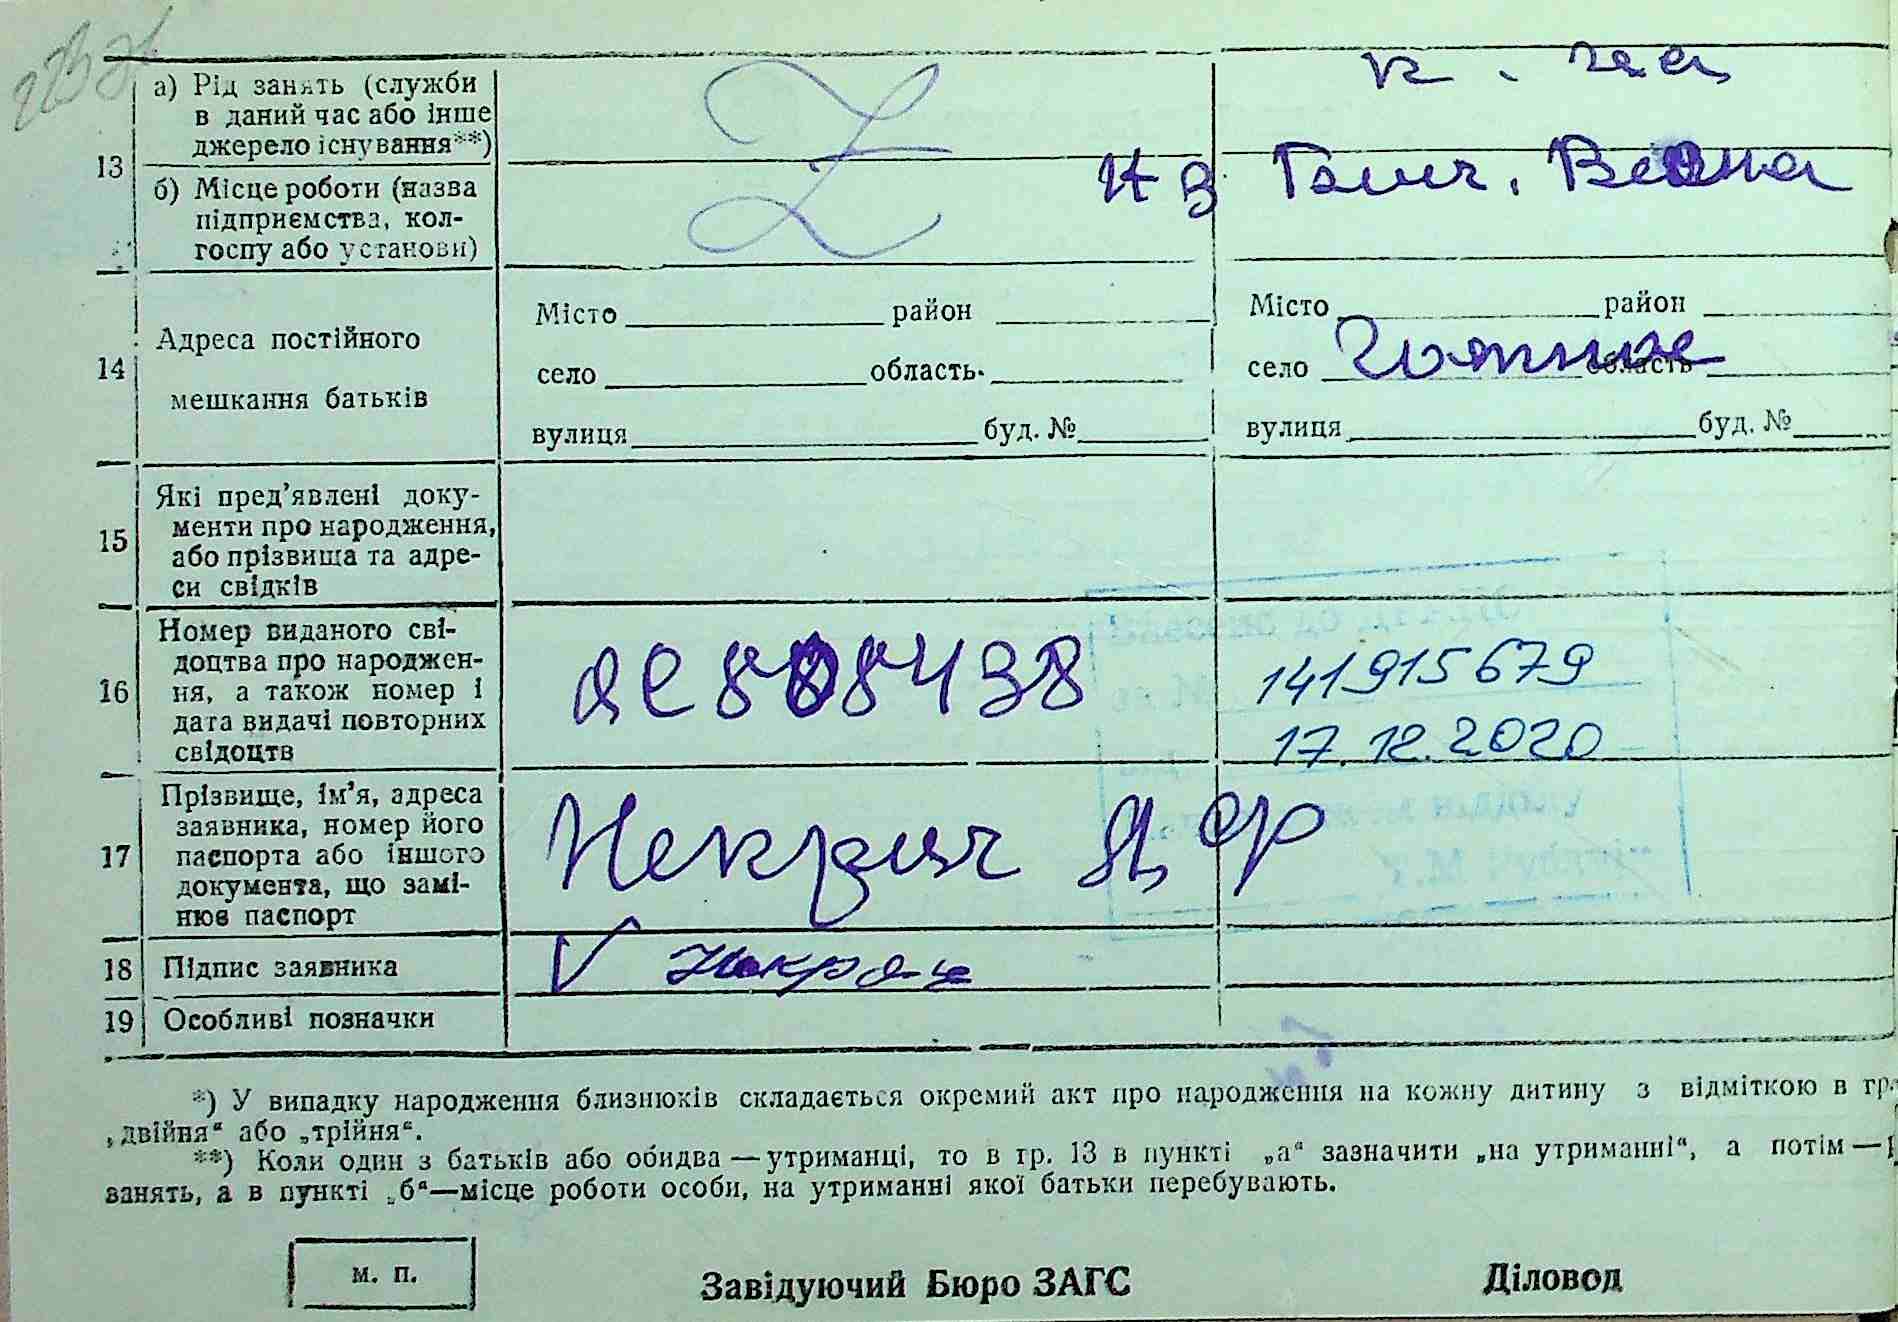 13
а) Рід занять (служби
в даний час або інше
джерело існування**)
б) Місце роботи (назва
підприємства, кол-
госпу або установи)
14
Адреса постійного
мешкання батьків
Місто район
село область
вулиця буд. №
Місто район
село область
вулиця буд. №
15
Які пред’явлені доку-
менти про народження,
або прізвища та адре-
си свідків
16
Номер виданого сві-
доцтва про народжен-
ня, а також номер і
дата видачі повторних
свідоцтв
141915679
17.12.2020
17
Прізвище, ім’я, адреса
заявника, номер його
паспорта або іншого
документа, що замі-
нює паспорт
18 Підпис заявника
19 Особливі позначки
*) У випадку народження близнюків складається окремий акт про народження на кожну дитину з відміткою в гр.
„двійня“ або „трійня“.
**) Коли один з батьків або обидва — утриманці, то в гр. 13 в пункті „а“ зазначити „на утриманні“, а потім —
занять, а в пункті „б“—місце роботи особи, на утриманні якої батьки перебувають.
м. п.
Завідуючий Бюро ЗАГС
Діловод